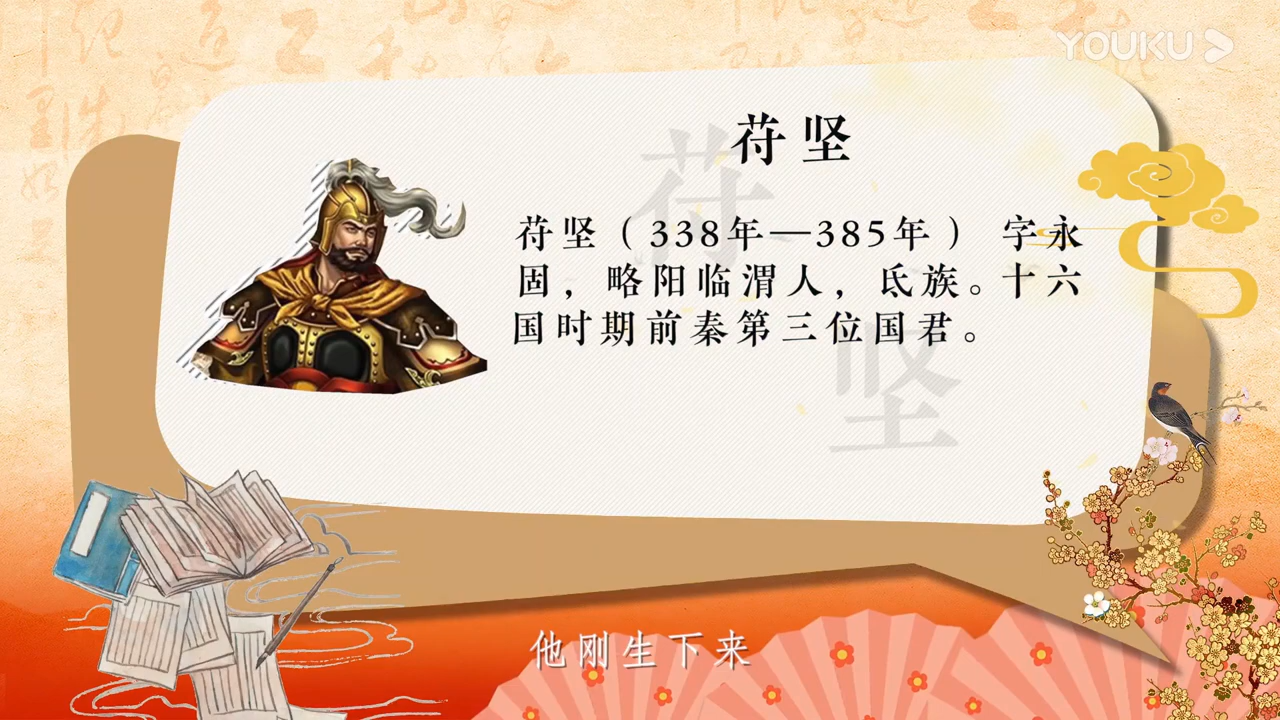 YOUKU
苻坚
苻坚（338年—385年） 字永
固，略阳临渭人，氐族。十六
国时期前秦第三位国君。
苻
坚
他刚生下来